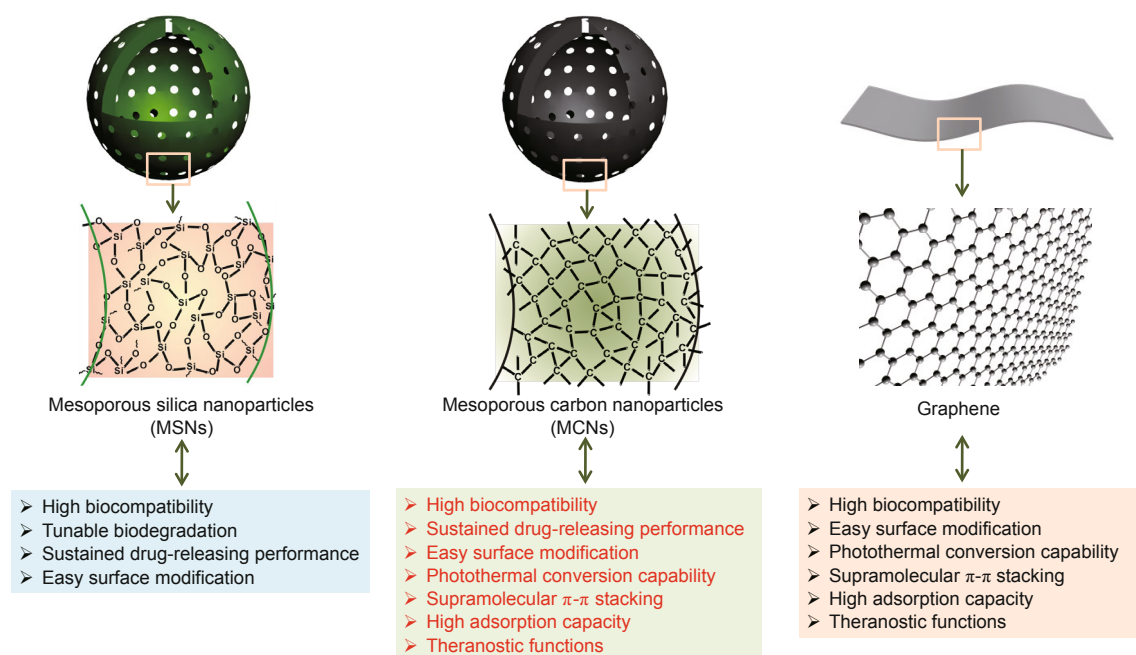 Mesoporous silica nanoparticles
(MSNs)
Mesoporous carbon nanoparticles
(MCNs)
Graphene
➢ High biocompatibility
➢ Tunable biodegradation
➢ Sustained drug-releasing performance
➢ Easy surface modification
➢ High biocompatibility
➢ Sustained drug-releasing performance
➢ Easy surface modification
➢ Photothermal conversion capability
➢ Supramolecular π-π stacking
➢ High adsorption capacity
➢ Theranostic functions
➢ High biocompatibility
➢ Easy surface modification
➢ Photothermal conversion capability
➢ Supramolecular π-π stacking
➢ High adsorption capacity
➢ Theranostic functions